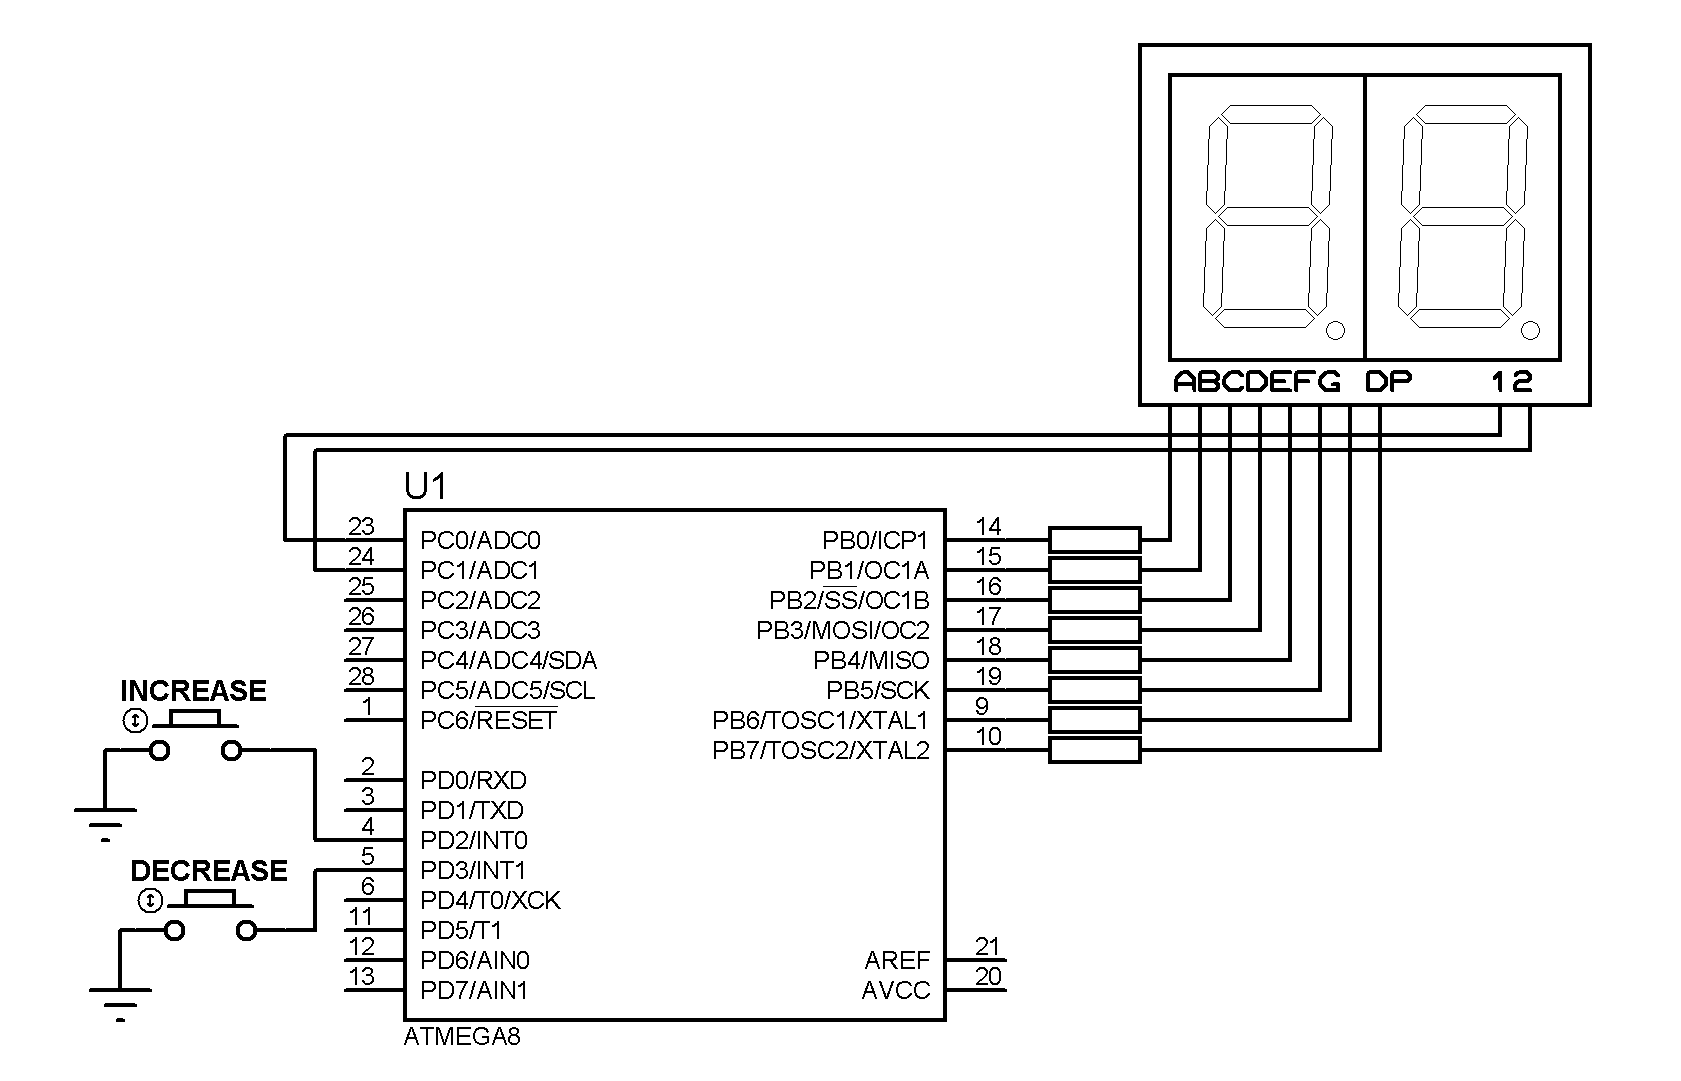 ABCDEFG DP 12
U1
23 PC0/ADC0 PB0/ICP1 14
24 PC1/ADC1 PB1/OC1A 15
25 PC2/ADC2 PB2/SS/OC1B 16
26 PC3/ADC3 PB3/MOSI/OC2 17
27 PC4/ADC4/SDA PB4/MISO 18
28 PC5/ADC5/SCL PB5/SCK 19
1 PC6/RESET PB6/TOSC1/XTAL1 9
PB7/TOSC2/XTAL2 10
INCREASE
2 PD0/RXD
3 PD1/TXD
4 PD2/INT0
5 PD3/INT1
DECREASE
6 PD4/T0/XCK
11 PD5/T1
12 PD6/AIN0 AREF 21
13 PD7/AIN1 AVCC 20
ATMEGA8